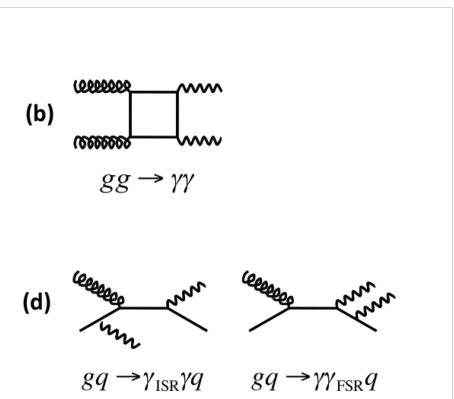 (b)
gg → γγ
(d)
gq → γ_ISR γq gq → γγ_FSR q